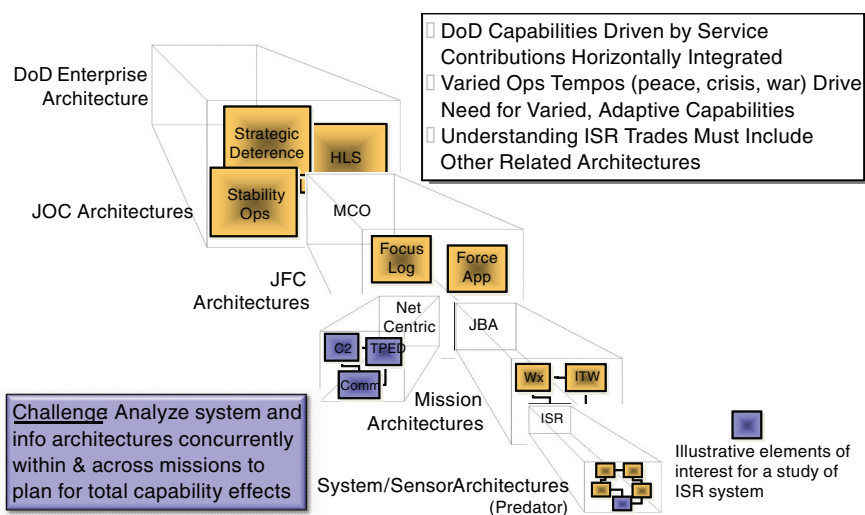 DoD Capabilities Driven by Service
Contributions Horizontally Integrated
Varied Ops Tempos (peace, crisis, war) Drive
Need for Varied, Adaptive Capabilities
Understanding ISR Trades Must Include
Other Related Architectures
DoD Enterprise
Architecture
Strategic
Deterence
HLS
Stability
Ops
JOC Architectures
MCO
Focus
Log
Force
App
JFC
Architectures
Net
Centric
JBA
C2
TPED
Comm
Wx
ITW
Mission
Architectures
ISR
Challenge: Analyze system and
info architectures concurrently
within & across missions to
plan for total capability effects
System/SensorArchitectures
(Predator)
Illustrative elements of
interest for a study of
ISR system